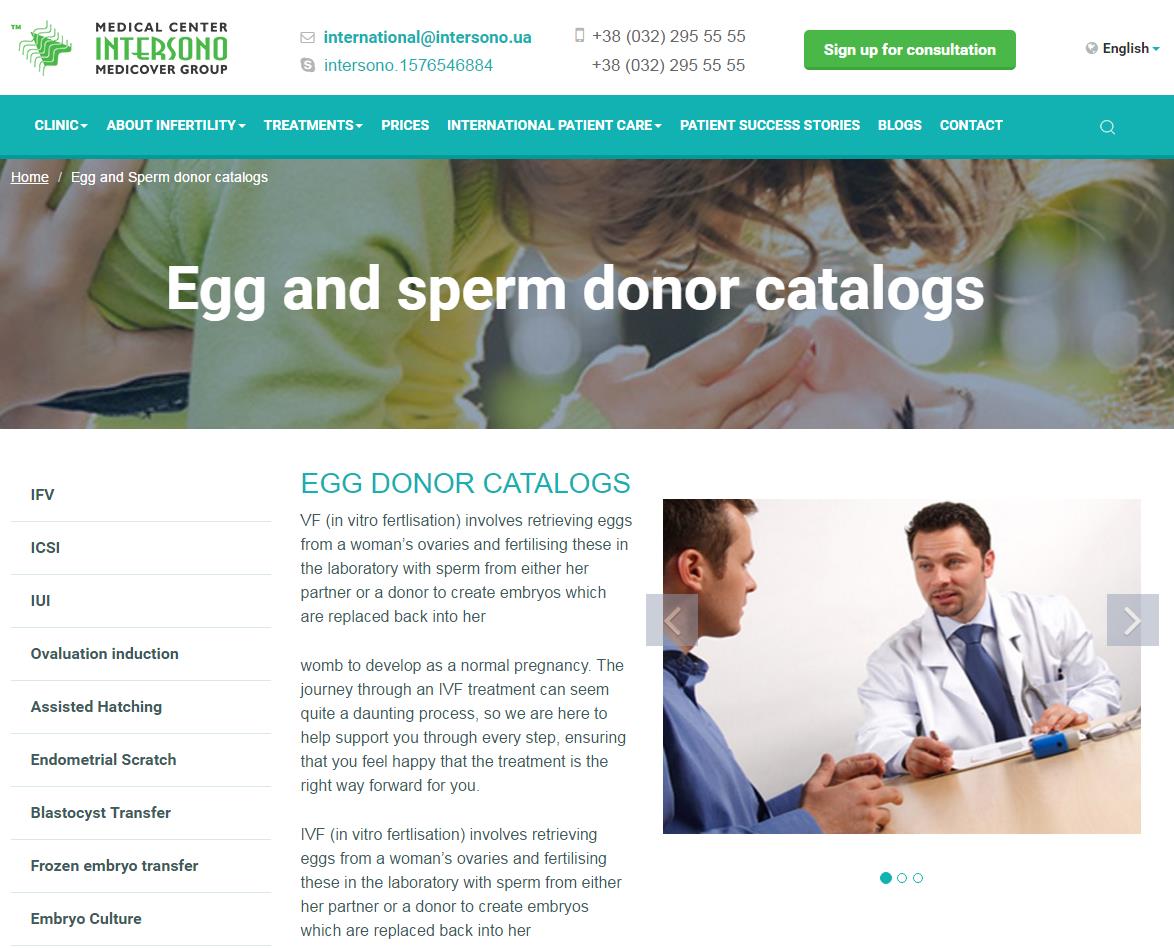 TM
MEDICAL CENTER
INTERSONO
MEDICOVER GROUP
international@intersono.ua
intersono.1576546884
+38 (032) 295 55 55
+38 (032) 295 55 55
Sign up for consultation
English
CLINIC ABOUT INFERTILITY TREATMENTS PRICES INTERNATIONAL PATIENT CARE PATIENT SUCCESS STORIES BLOGS CONTACT
Home / Egg and Sperm donor catalogs
Egg and sperm donor catalogs
IFV
ICSI
IUI
Ovaluation induction
Assisted Hatching
Endometrial Scratch
Blastocyst Transfer
Frozen embryo transfer
Embryo Culture
EGG DONOR CATALOGS
VF (in vitro fertlisation) involves retrieving eggs
from a woman’s ovaries and fertilising these in
the laboratory with sperm from either her
partner or a donor to create embryos which
are replaced back into her
womb to develop as a normal pregnancy. The
journey through an IVF treatment can seem
quite a daunting process, so we are here to
help support you through every step, ensuring
that you feel happy that the treatment is the
right way forward for you.
IVF (in vitro fertlisation) involves retrieving
eggs from a woman’s ovaries and fertilising
these in the laboratory with sperm from either
her partner or a donor to create embryos
which are replaced back into her